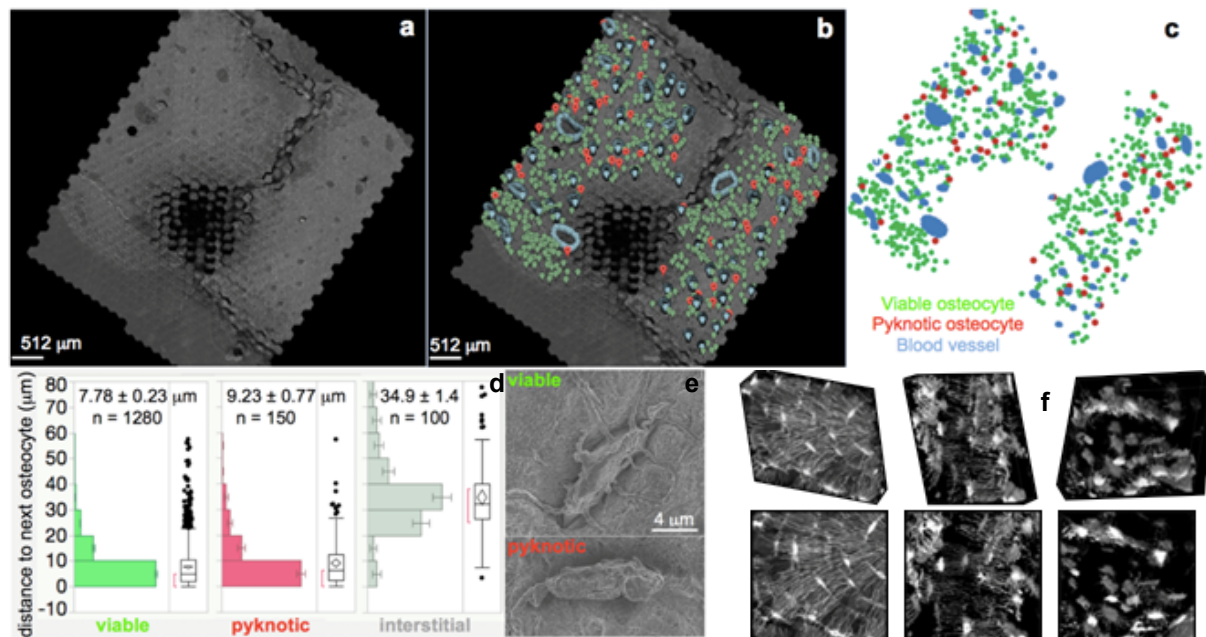 a
512 µm
b
512 µm
c
Viable osteocyte
Pyknotic osteocyte
Blood vessel
d
distance to next osteocyte (µm)
80
70
60
50
40
30
20
10
0
-10
7.78 ± 0.23 µm
n = 1280
9.23 ± 0.77 µm
n = 150
34.9 ± 1.4
n = 100
viable
pyknotic
interstitial
e
viable
4 µm
pyknotic
f